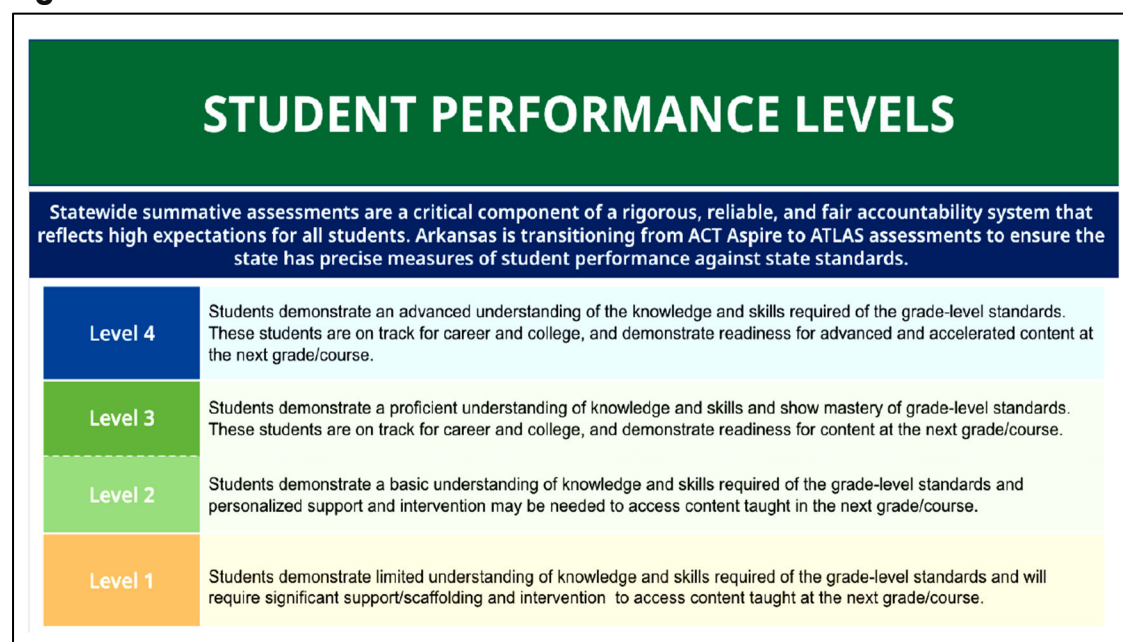 STUDENT PERFORMANCE LEVELS
Statewide summative assessments are a critical component of a rigorous, reliable, and fair accountability system that
reflects high expectations for all students. Arkansas is transitioning from ACT Aspire to ATLAS assessments to ensure the
state has precise measures of student performance against state standards.
Level 4
Students demonstrate an advanced understanding of the knowledge and skills required of the grade-level standards.
These students are on track for career and college, and demonstrate readiness for advanced and accelerated content at
the next grade/course.
Level 3
Students demonstrate a proficient understanding of knowledge and skills and show mastery of grade-level standards.
These students are on track for career and college, and demonstrate readiness for content at the next grade/course.
Level 2
Students demonstrate a basic understanding of knowledge and skills required of the grade-level standards and
personalized support and intervention may be needed to access content taught in the next grade/course.
Level 1
Students demonstrate limited understanding of knowledge and skills required of the grade-level standards and will
require significant support/scaffolding and intervention to access content taught at the next grade/course.